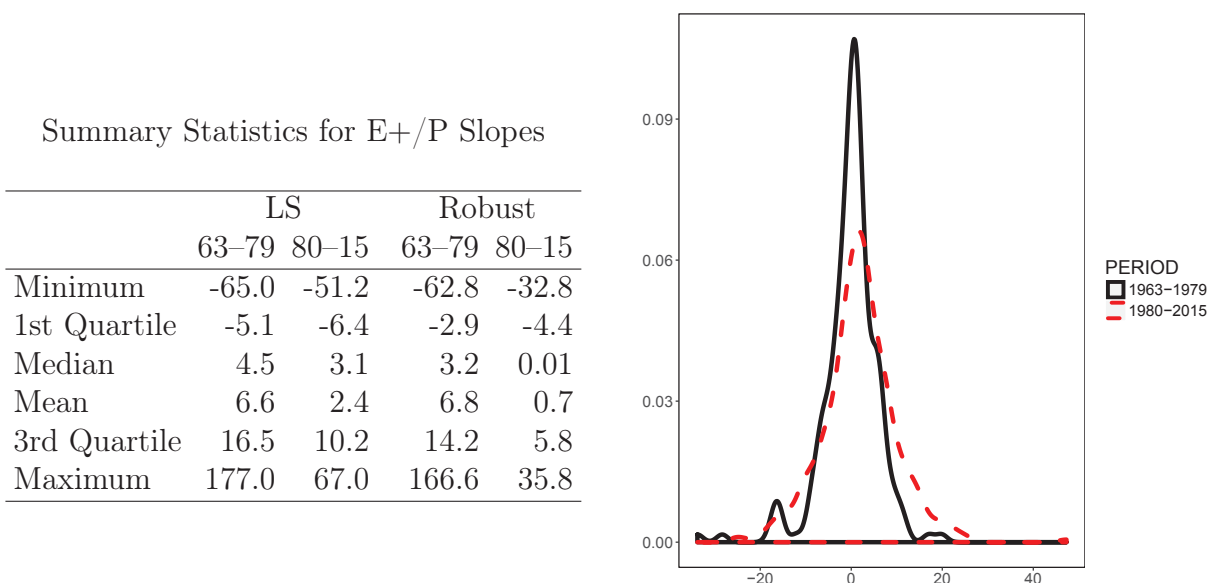 Summary Statistics for E+/P Slopes
LS Robust
63–79 80–15 63–79 80–15
Minimum -65.0 -51.2 -62.8 -32.8
1st Quartile -5.1 -6.4 -2.9 -4.4
Median 4.5 3.1 3.2 0.01
Mean 6.6 2.4 6.8 0.7
3rd Quartile 16.5 10.2 14.2 5.8
Maximum 177.0 67.0 166.6 35.8
0.09
0.06
0.03
0.00
−20 0 20 40
PERIOD
1963−1979
1980−2015